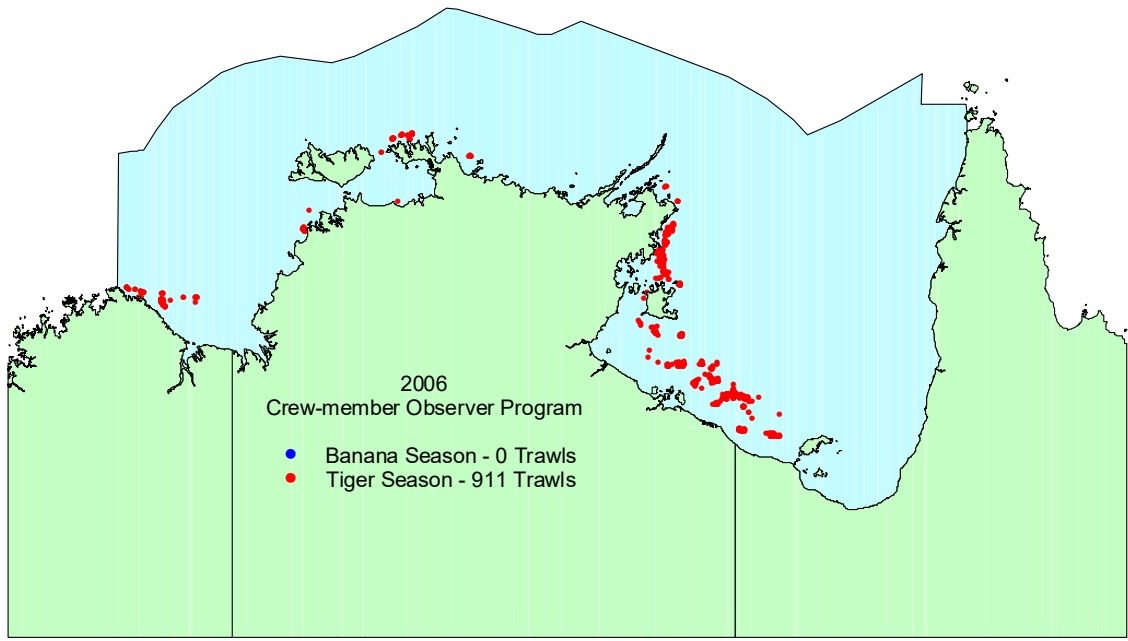 2006
Crew-member Observer Program
Banana Season - 0 Trawls
Tiger Season - 911 Trawls